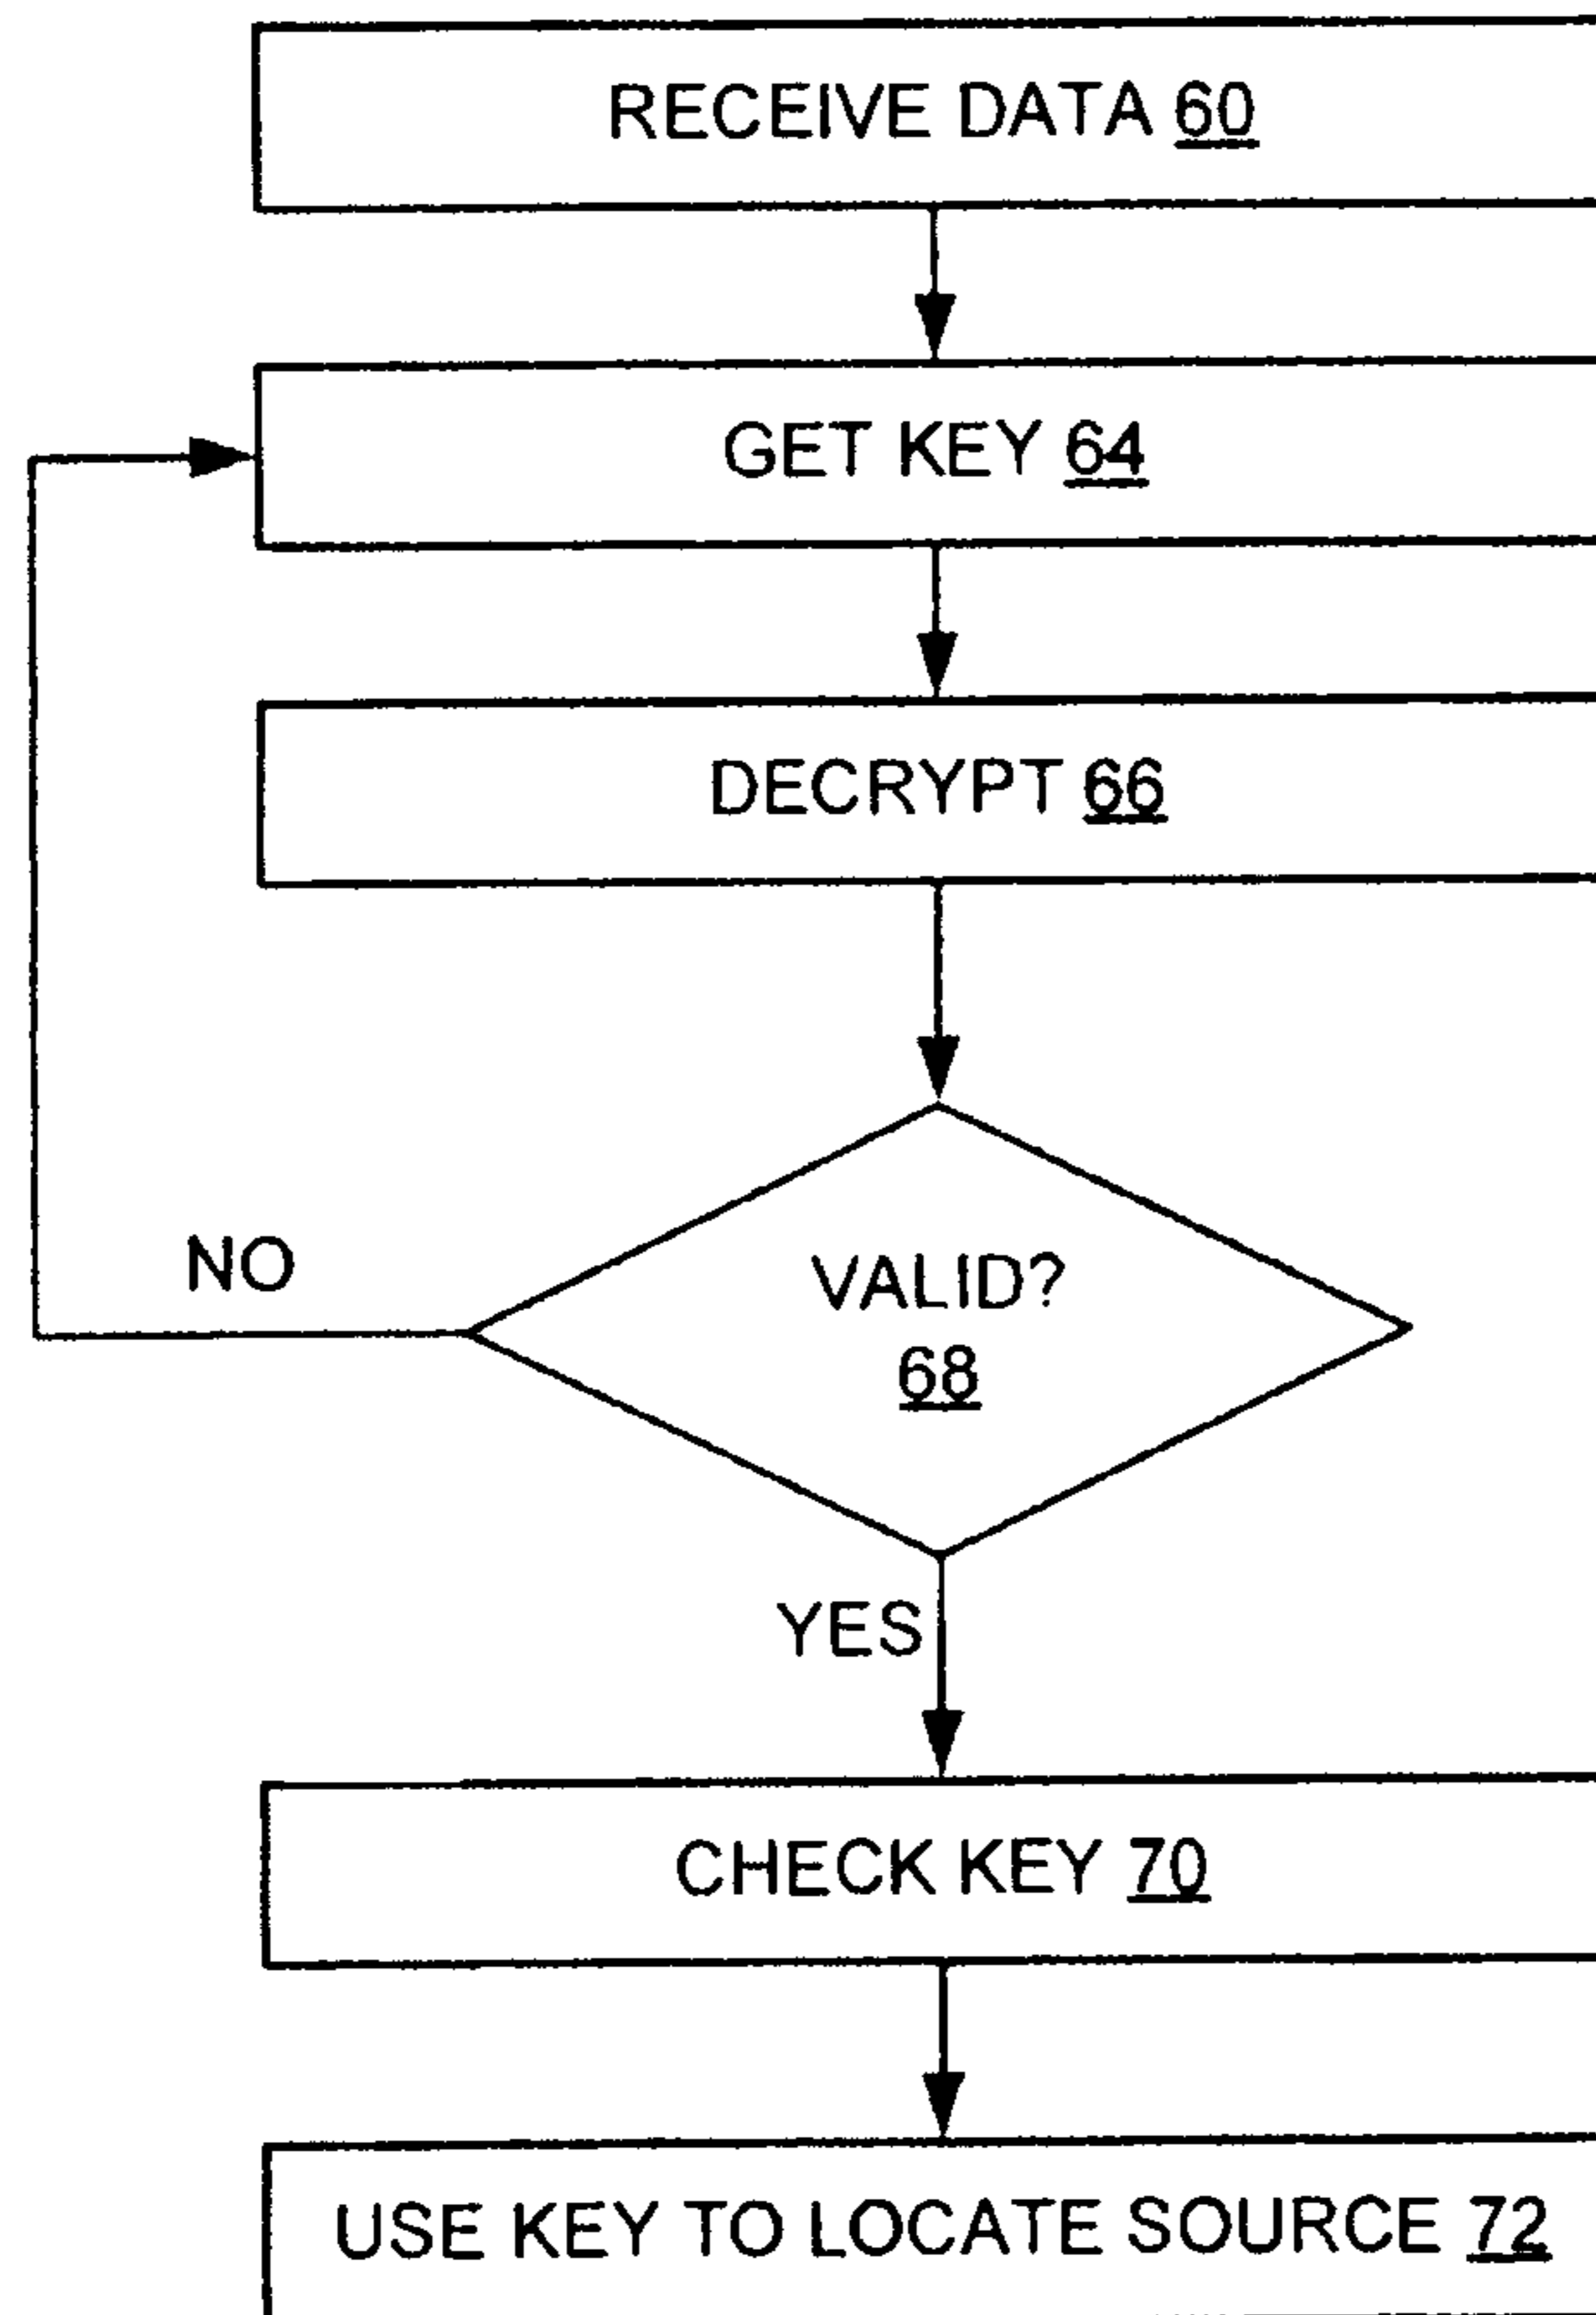 RECEIVE DATA 60
GET KEY 64
DECRYPT 66
NO
VALID?
68
YES
CHECK KEY 70
USE KEY TO LOCATE SOURCE 72